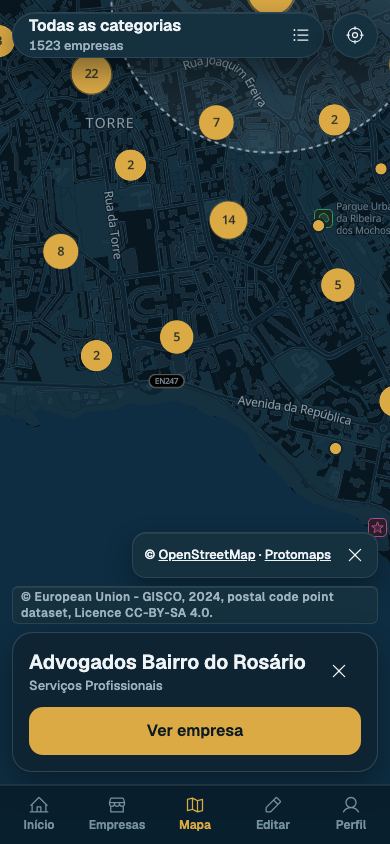 Todas as categorias
1523 empresas
22
Rua Joaquim Ereira
7
2
TORRE
2
Rua da Torre
14
Parque Urba
da Ribeira
dos Mochos
8
5
5
2
EN247
Avenida da República
© OpenStreetMap · Protomaps
© European Union - GISCO, 2024, postal code point
dataset, Licence CC-BY-SA 4.0.
Advogados Bairro do Rosário
Serviços Profissionais
Ver empresa
Início
Empresas
Mapa
Editar
Perfil